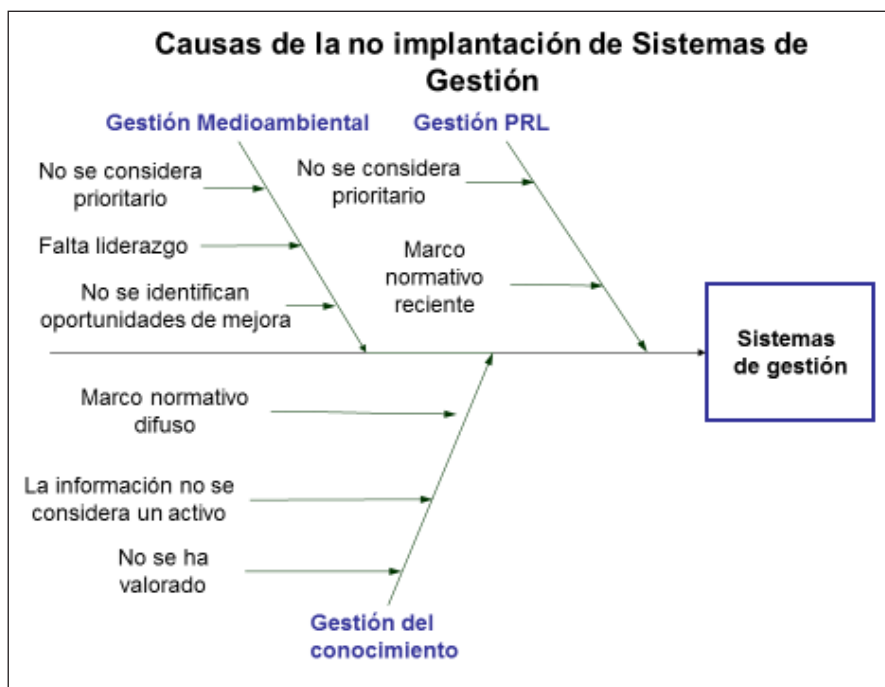 Causas de la no implantación de Sistemas de
Gestión
Gestión Medioambiental
Gestión PRL
No se considera
prioritario
Falta liderazgo
No se identifican
oportunidades de mejora
No se considera
prioritario
Marco
normativo
reciente
Sistemas
de gestión
Marco normativo
difuso
La información no se
considera un activo
No se ha
valorado
Gestión del
conocimiento